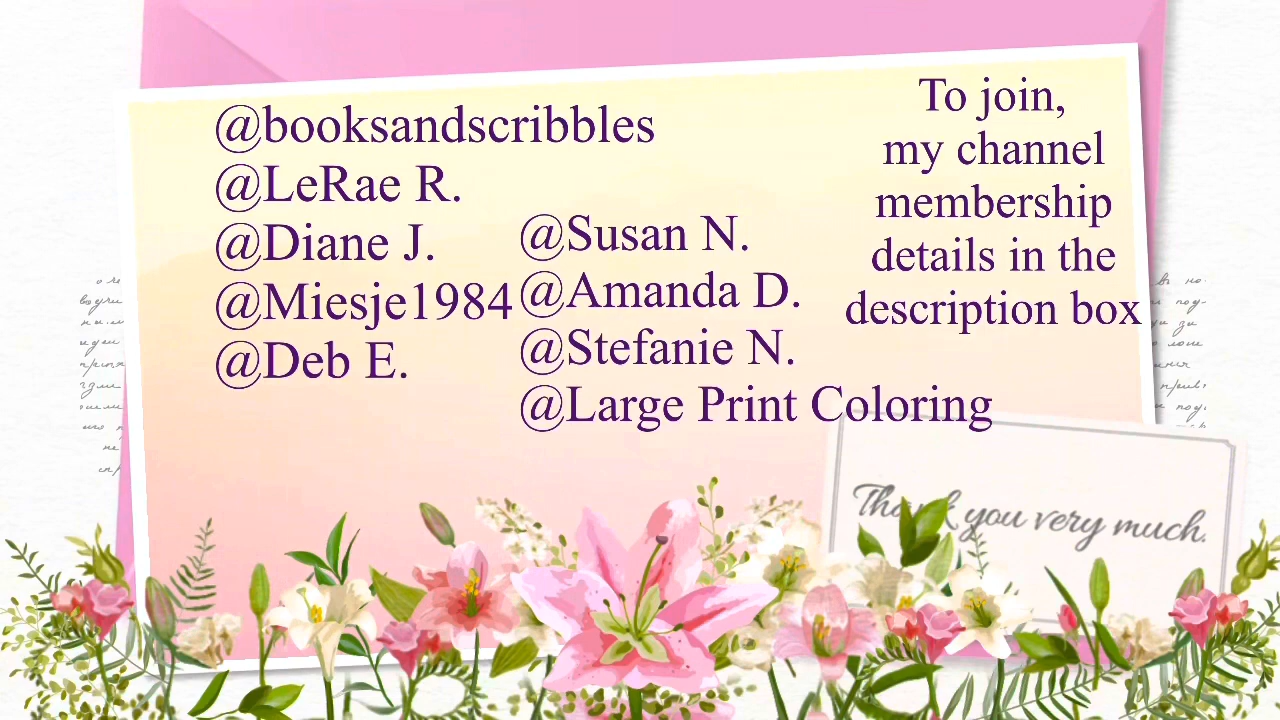 @booksandscribbles
@LeRae R.
@Diane J.
@Miesje1984
@Deb E.
@Susan N.
@Amanda D.
@Stefanie N.
@Large Print Coloring
To join,
my channel
membership
details in the
description box
Thank you very much.